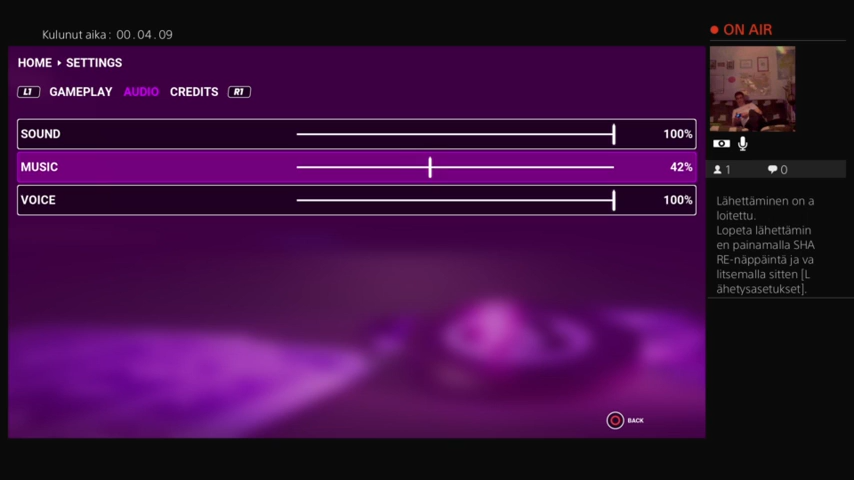 Kulunut aika: 00.04.09
ON AIR
HOME ▸ SETTINGS
L1 GAMEPLAY AUDIO CREDITS R1
SOUND 100%
MUSIC 42%
VOICE 100%
BACK
1 0
Lähettäminen on a
loitettu.
Lopeta lähettämin
en painamalla SHA
RE-näppäintä ja va
litsemalla sitten [L
ähetysasetukset].